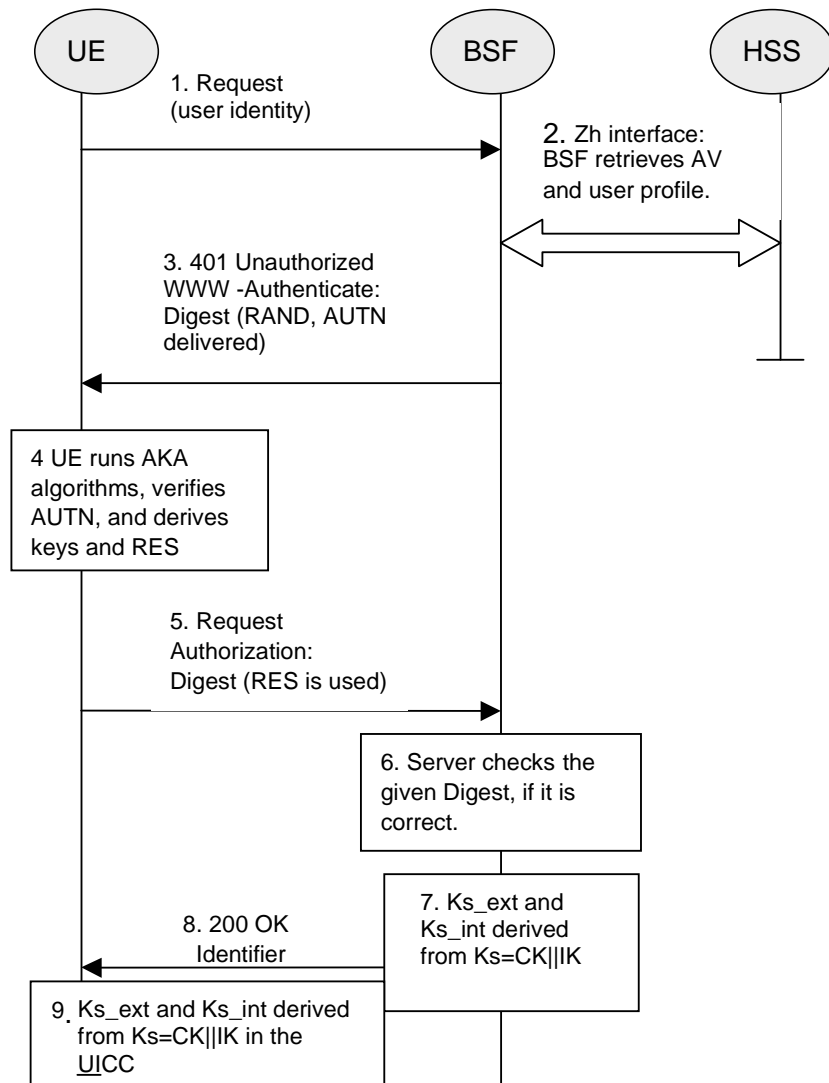 UE
BSF
HSS
1. Request
(user identity)
2. Zh interface:
BSF retrieves AV
and user profile.
3. 401 Unauthorized
WWW -Authenticate:
Digest (RAND, AUTN
delivered)
4 UE runs AKA
algorithms, verifies
AUTN, and derives
keys and RES
5. Request
Authorization:
Digest (RES is used)
6. Server checks the
given Digest, if it is
correct.
7. Ks_ext and
Ks_int derived
from Ks=CK||IK
8. 200 OK
Identifier
9. Ks_ext and Ks_int derived
from Ks=CK||IK in the
UICC